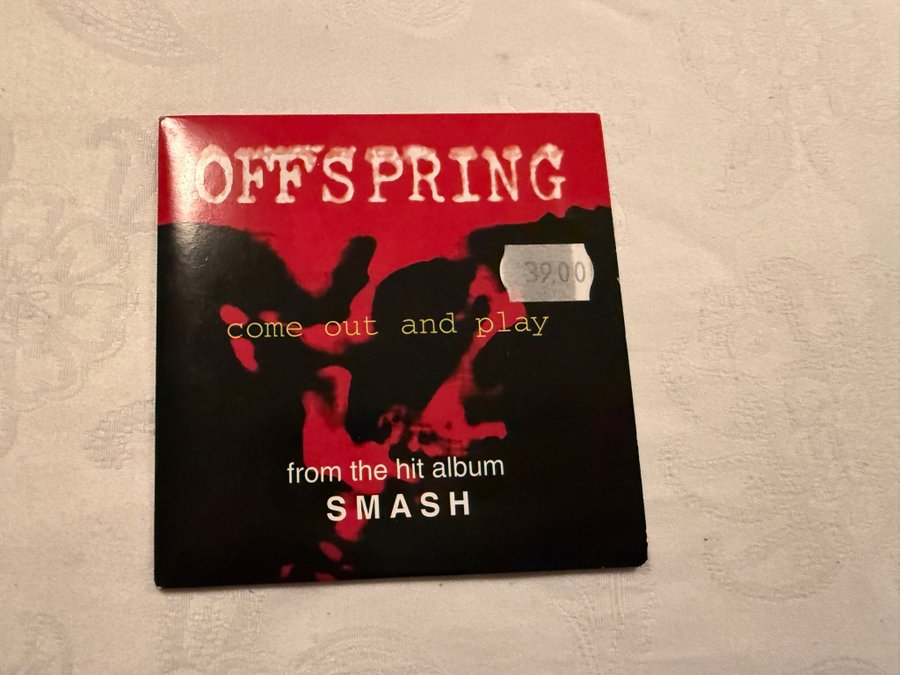 OFFSPRING
39,00
come out and play
from the hit album
SMASH